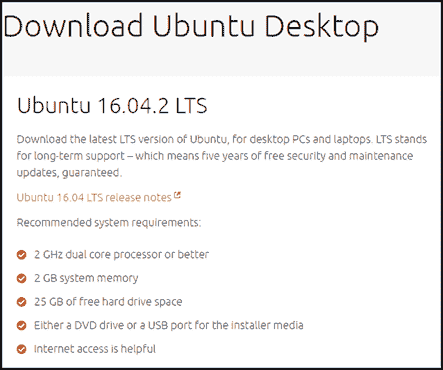 Download Ubuntu Desktop
Ubuntu 16.04.2 LTS
Download the latest LTS version of Ubuntu, for desktop PCs and laptops. LTS stands
for long-term support – which means five years of free security and maintenance
updates, guaranteed.
Ubuntu 16.04 LTS release notes
Recommended system requirements:
2 GHz dual core processor or better
2 GB system memory
25 GB of free hard drive space
Either a DVD drive or a USB port for the installer media
Internet access is helpful